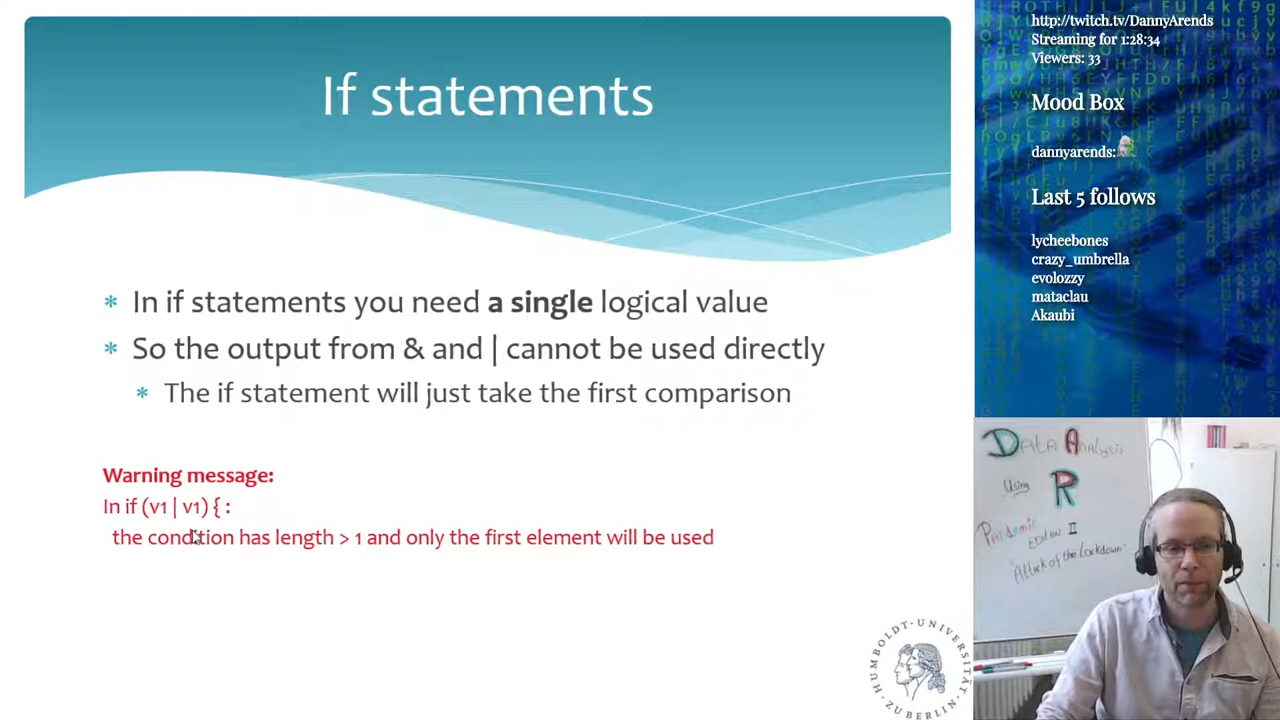 If statements
In if statements you need a single logical value
So the output from & and | cannot be used directly
The if statement will just take the first comparison
Warning message:
In if (v1 | v1) { :
the condition has length > 1 and only the first element will be used
HUMBOLDT-UNIVERSITÄT
ZU BERLIN
http://twitch.tv/DannyArends
Streaming for 1:28:34
Viewers: 33
Mood Box
dannyarends:
Last 5 follows
lycheebones
crazy_umbrella
evolozzy
mataclau
Akaubi
DATA ANALYSIS
Using R
Pandemic
EDITION II
"Attack of the Lockdown"